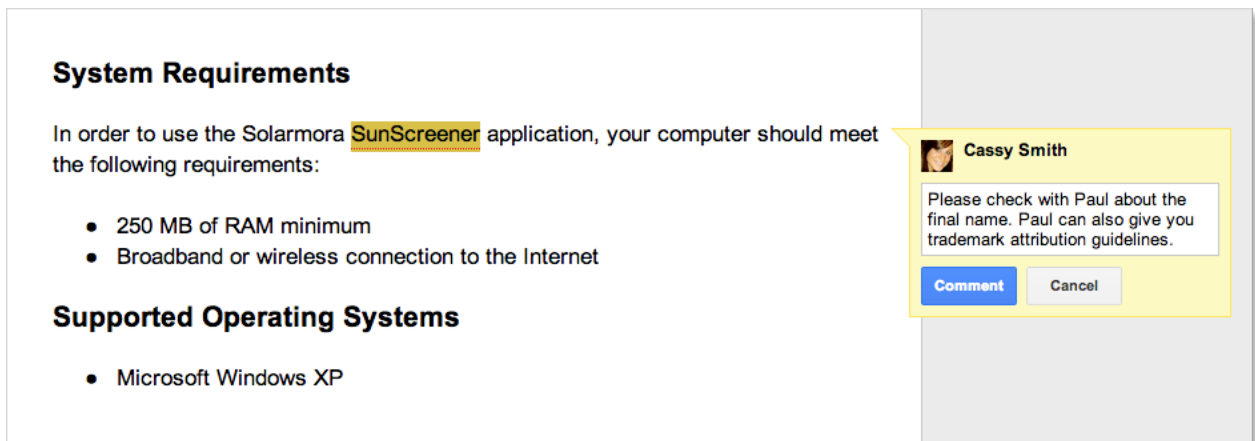 System Requirements
In order to use the Solarmora SunScreener application, your computer should meet
the following requirements:
● 250 MB of RAM minimum
● Broadband or wireless connection to the Internet
Supported Operating Systems
● Microsoft Windows XP
Cassy Smith
Please check with Paul about the
final name. Paul can also give you
trademark attribution guidelines.
Comment Cancel